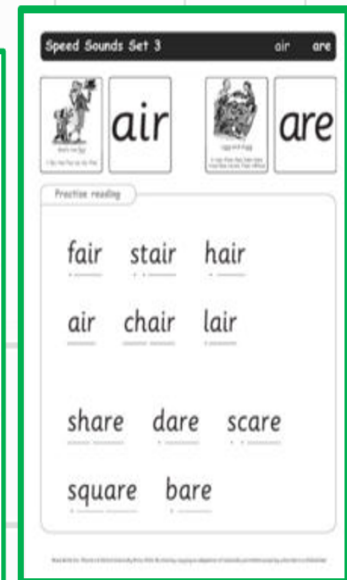 Speed Sounds Set 3 air are
air are
Practise reading
fair stair hair
air chair lair
share dare scare
square bare